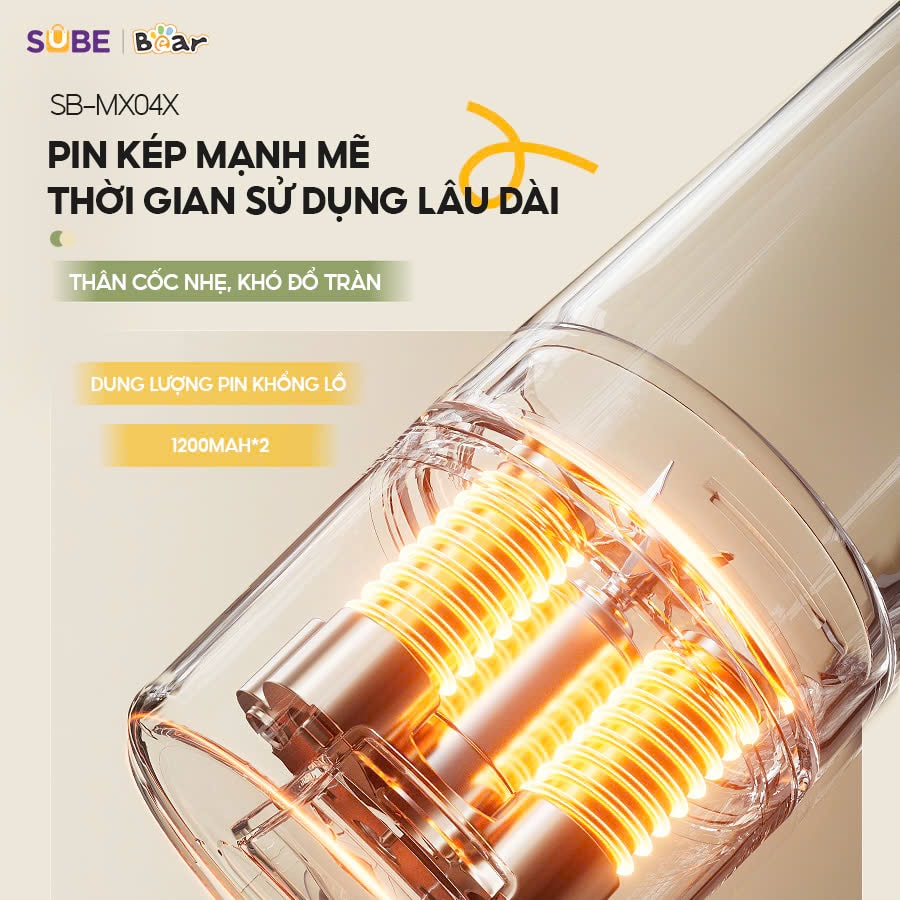 SUBE | Bear
SB-MX04X
PIN KÉP MẠNH MẼ
THỜI GIAN SỬ DỤNG LÂU DÀI
THÂN CỐC NHẸ, KHÓ ĐỔ TRÀN
DUNG LƯỢNG PIN KHỔNG LỒ
1200MAH*2